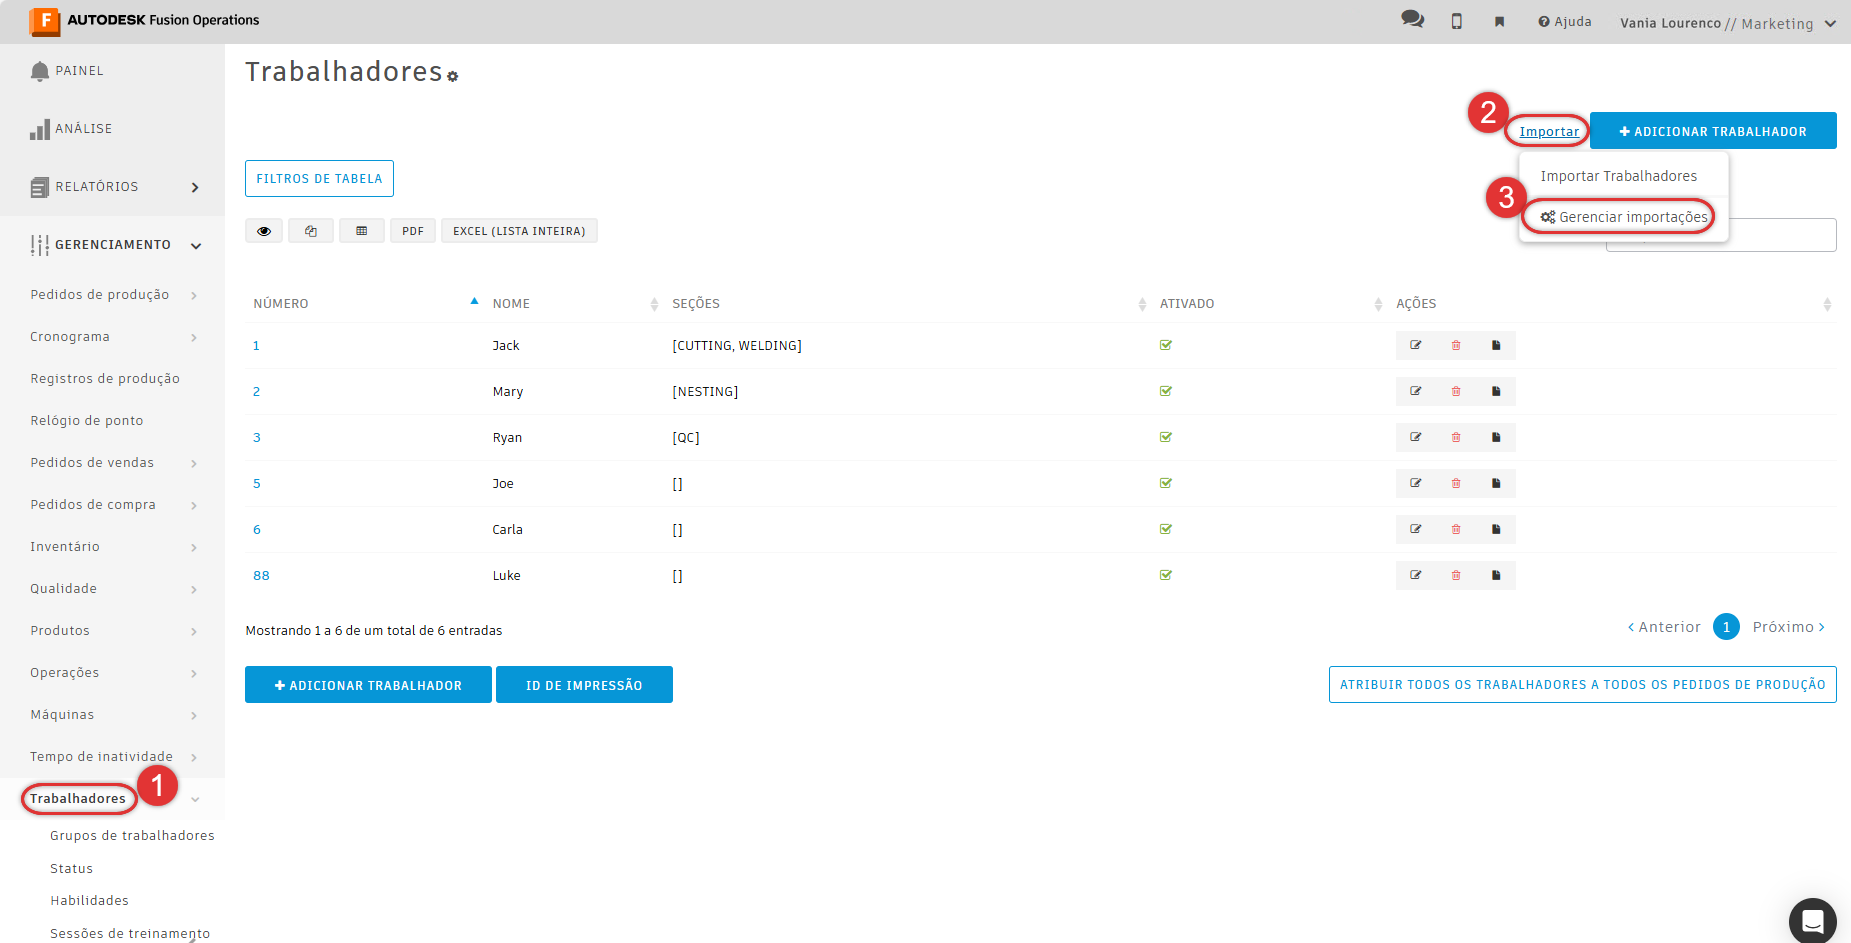 F AUTODESK Fusion Operations
Ajuda
Vania Lourenco // Marketing
PAINEL
ANÁLISE
RELATÓRIOS
GERENCIAMENTO
Pedidos de produção
Cronograma
Registros de produção
Relógio de ponto
Pedidos de vendas
Pedidos de compra
Inventário
Qualidade
Produtos
Operações
Máquinas
Tempo de inatividade
Trabalhadores
1
Grupos de trabalhadores
Status
Habilidades
Sessões de treinamento
Trabalhadores
2
Importar
ADICIONAR TRABALHADOR
Importar Trabalhadores
3
Gerenciar importações
FILTROS DE TABELA
PDF
EXCEL (LISTA INTEIRA)
NÚMERO NOME SEÇÕES ATIVADO AÇÕES
1 Jack [CUTTING, WELDING]
2 Mary [NESTING]
3 Ryan [QC]
5 Joe []
6 Carla []
88 Luke []
Mostrando 1 a 6 de um total de 6 entradas
Anterior 1 Próximo
ADICIONAR TRABALHADOR
ID DE IMPRESSÃO
ATRIBUIR TODOS OS TRABALHADORES A TODOS OS PEDIDOS DE PRODUÇÃO